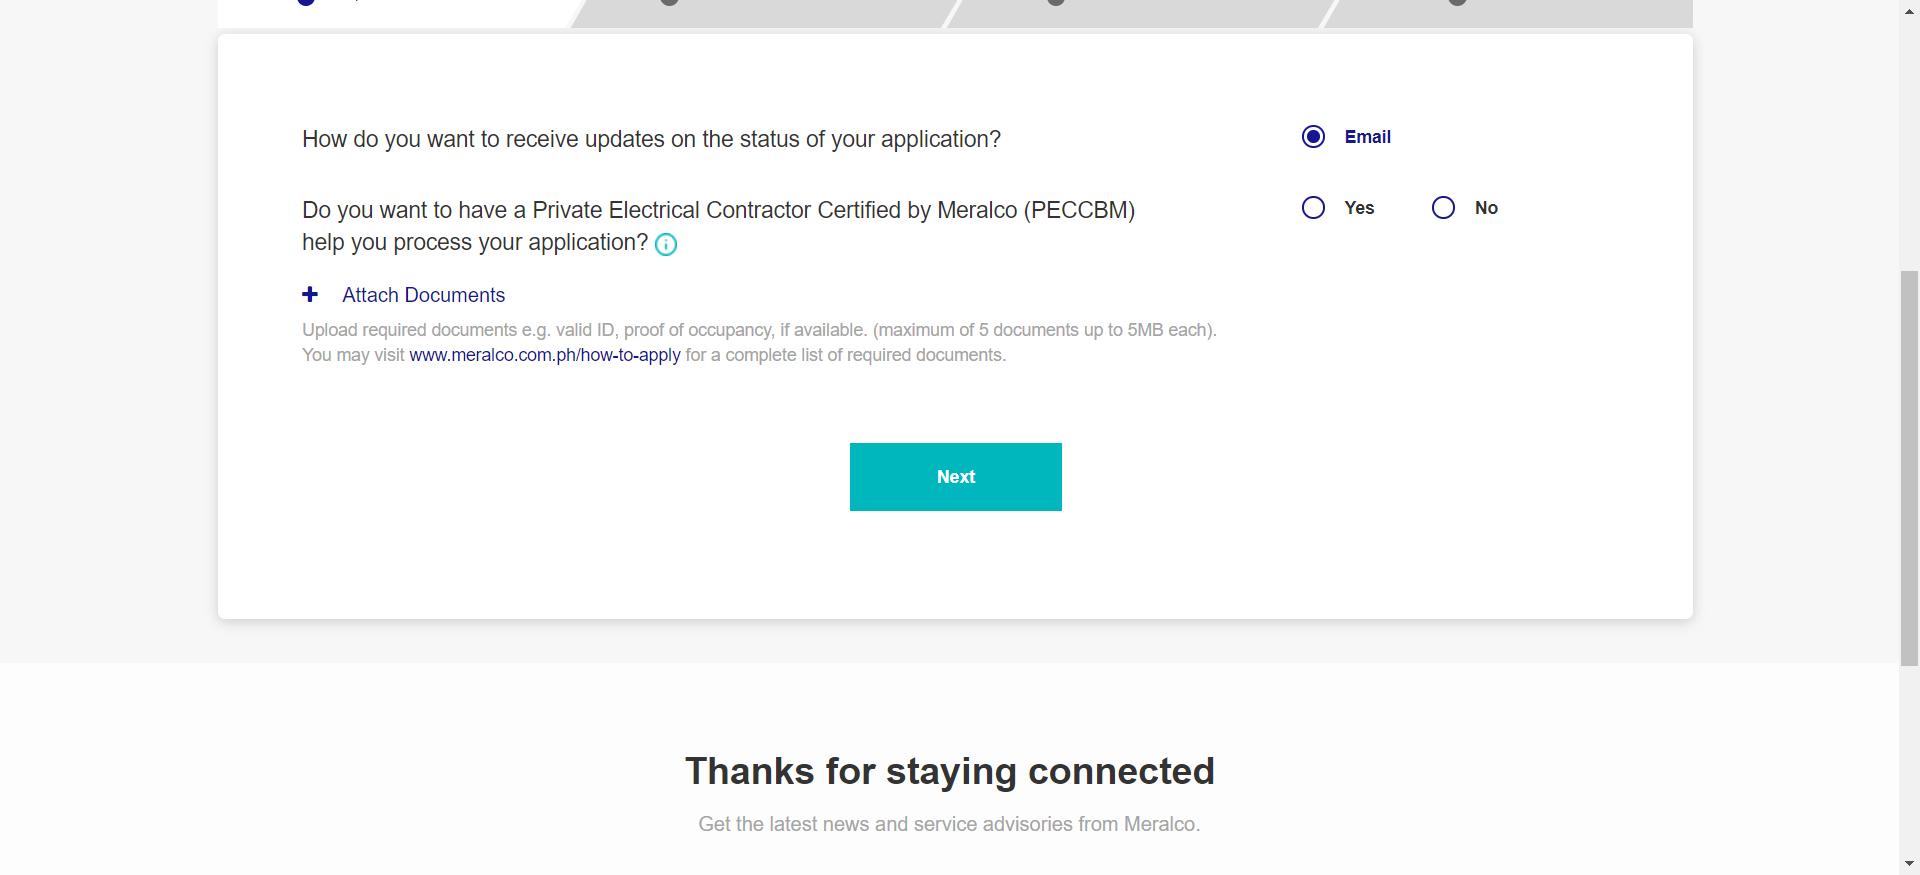 How do you want to receive updates on the status of your application?
Email
Do you want to have a Private Electrical Contractor Certified by Meralco (PECCBM)
help you process your application?
Yes
No
Attach Documents
Upload required documents e.g. valid ID, proof of occupancy, if available. (maximum of 5 documents up to 5MB each).
You may visit www.meralco.com.ph/how-to-apply for a complete list of required documents.
Next
Thanks for staying connected
Get the latest news and service advisories from Meralco.